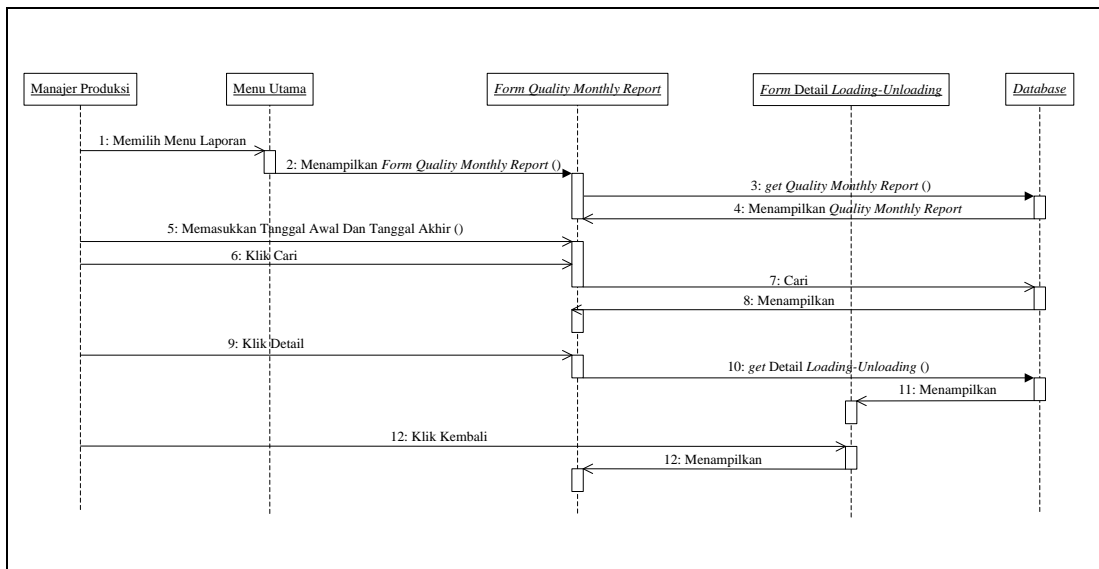 Manajer Produksi
Menu Utama
Form Quality Monthly Report
Form Detail Loading-Unloading
Database
1: Memilih Menu Laporan
2: Menampilkan Form Quality Monthly Report ()
3: get Quality Monthly Report ()
4: Menampilkan Quality Monthly Report
5: Memasukkan Tanggal Awal Dan Tanggal Akhir ()
6: Klik Cari
7: Cari
8: Menampilkan
9: Klik Detail
10: get Detail Loading-Unloading ()
11: Menampilkan
12: Klik Kembali
12: Menampilkan